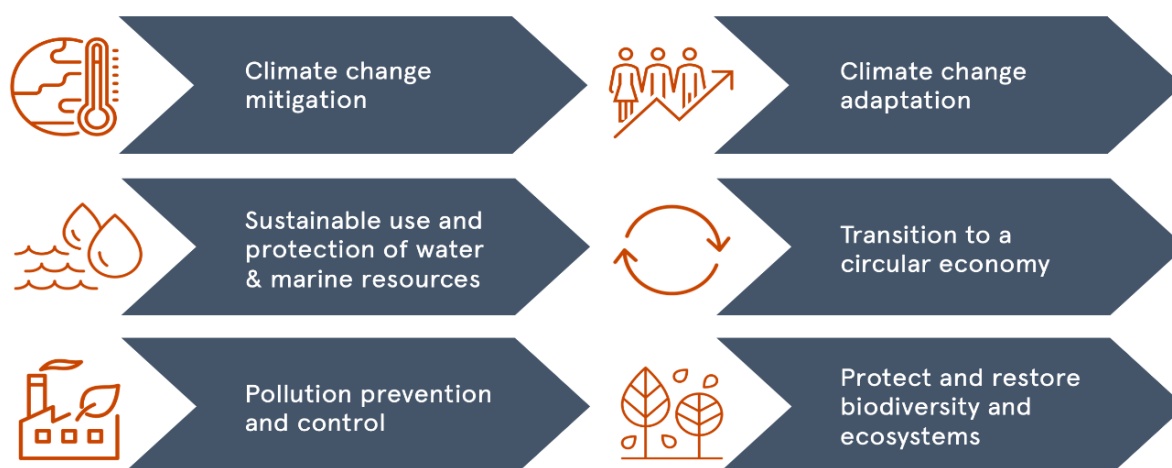 Climate change
mitigation
Climate change
adaptation
Sustainable use and
protection of water
& marine resources
Transition to a
circular economy
Pollution prevention
and control
Protect and restore
biodiversity and
ecosystems